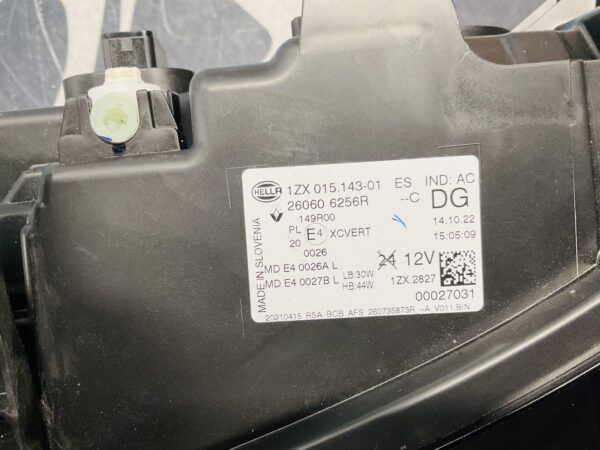 HELLA 1ZX 015.143-01 ES IND: AC
26060 6256R --C DG
149R00 14.10.22
PL E4 XCVERT 15:05:09
20
0026 24 12V
MD E4 0026A L LB:30W 1ZX.2827
MD E4 0027B L HB:44W
00027031
20210415 RSA BCB AFS 260735873R --A V011.BIN
MADE IN SLOVENIA